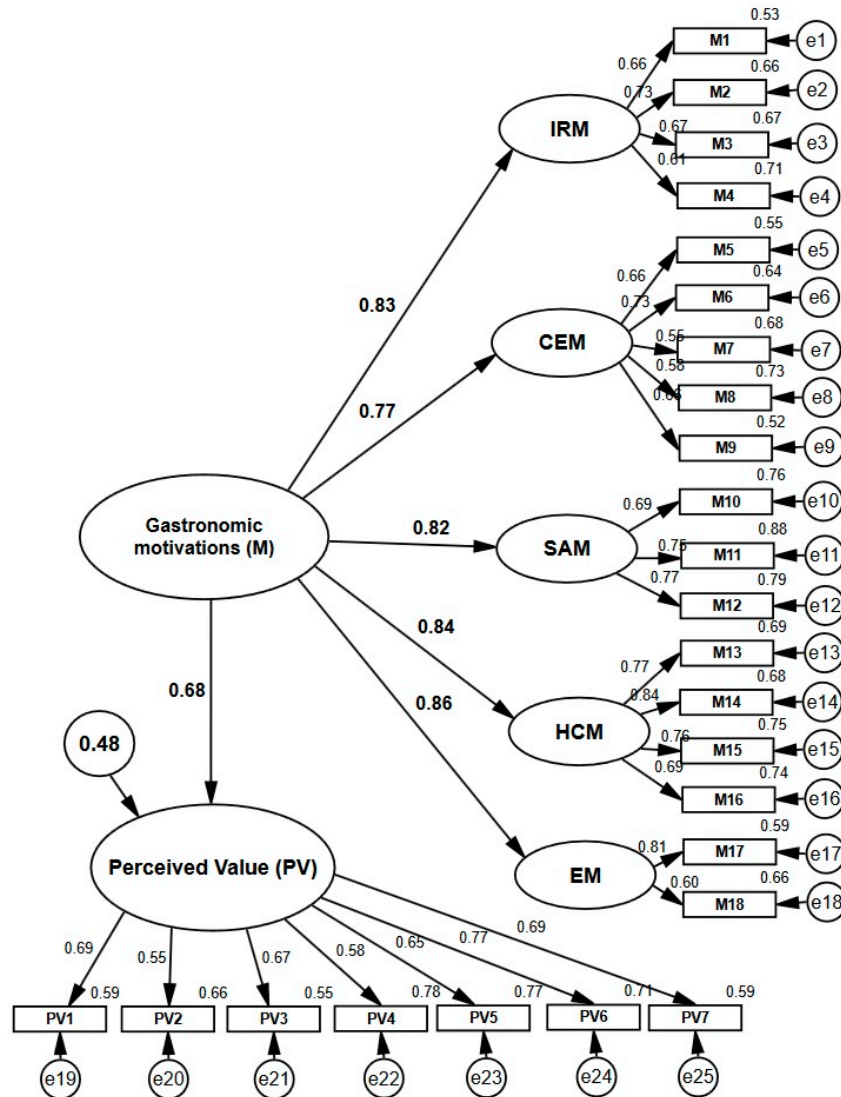 0.53
M1
e1
0.66
0.66
M2
e2
0.73
IRM
0.67
0.67
M3
e3
0.61
0.71
M4
e4
0.55
M5
e5
0.66
0.64
M6
e6
0.73
0.83
CEM
0.68
0.55
M7
e7
0.58
0.73
M8
e8
0.66
0.77
0.52
M9
e9
0.76
0.69
M10
e10
Gastronomic
motivations (M)
0.82
SAM
0.88
0.75
M11
e11
0.77
0.79
M12
e12
0.69
0.84
M13
e13
0.77
0.68
0.84
M14
e14
0.68
0.86
HCM
0.75
0.76
M15
e15
0.69
0.74
M16
e16
0.48
0.59
0.81
M17
e17
Perceived Value (PV)
EM
0.66
0.60
M18
e18
0.69
0.55
0.67
0.58
0.65
0.77
0.69
0.59
0.66
0.55
0.78
0.77
0.71
0.59
PV1
PV2
PV3
PV4
PV5
PV6
PV7
e19
e20
e21
e22
e23
e24
e25